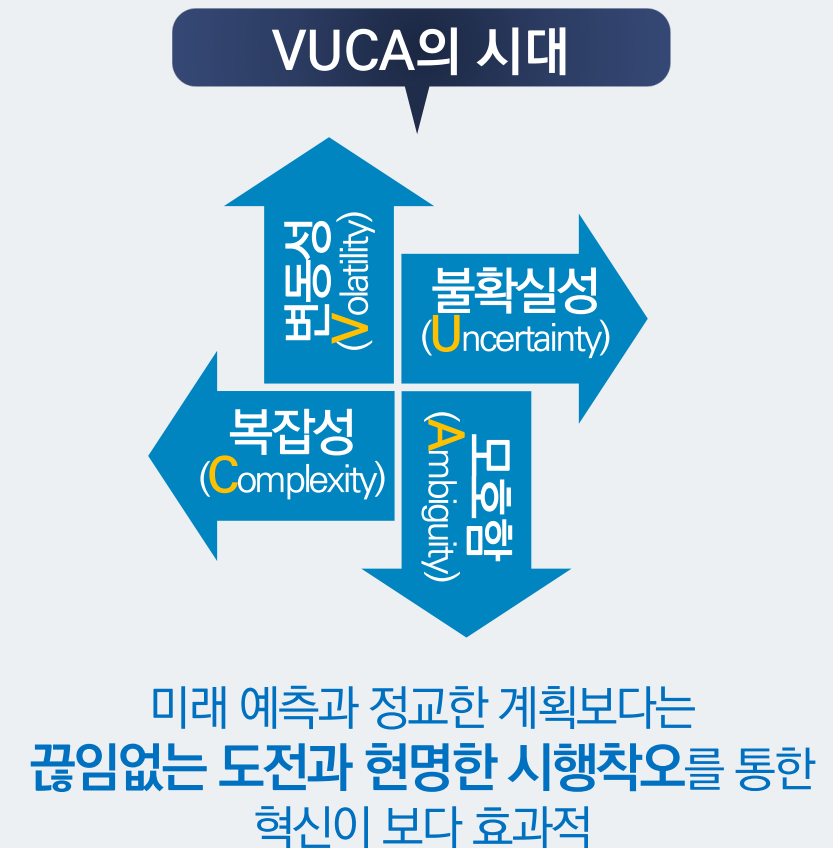 VUCA의 시대
변동성
(Volatility)
불확실성
(Uncertainty)
복잡성
(Complexity)
모호함
(Ambiguity)
미래 예측과 정교한 계획보다는
끊임없는 도전과 현명한 시행착오를 통한
혁신이 보다 효과적